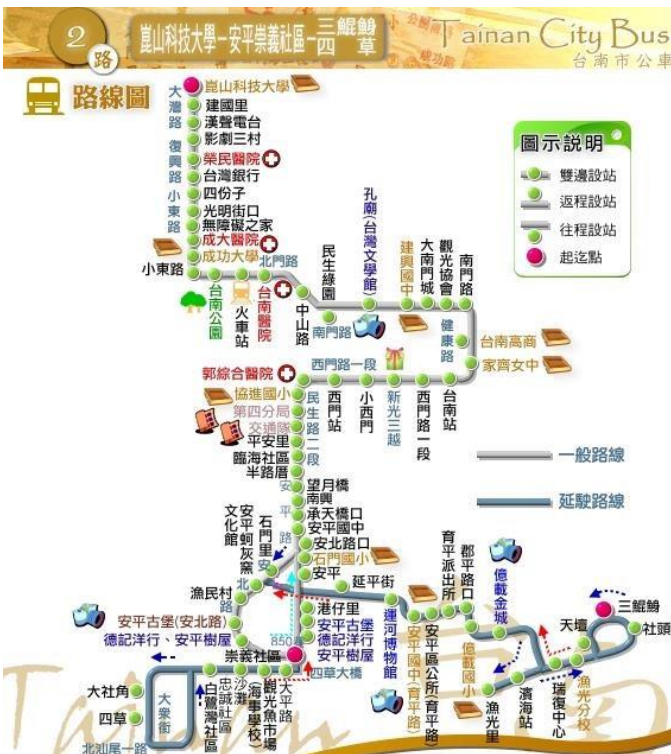 2
路
崑山科技大學-安平崇義社區-三四鯤鯓草
Tainan City Bus
台南市公車
路線圖
大灣路
復興路
小東路
崑山科技大學
建國里
漢聲電台
影劇三村
榮民醫院
台灣銀行
四份子
光明街口
無障礙之家
成大醫院
成功大學
小東路
北門路
台南公園
火車站
台南醫院
中山路
民生綠園
南門路
孔廟(台灣文學館)
建興國中
大南門城
觀光協會
南門路
健康路
台南高商
家齊女中
圖示説明
雙邊設站
返程設站
往程設站
起迄點
西門路一段
郭綜合醫院
協進國小
第四分局
交通隊
平安里
臨海社區
半路厝
民生路二段
西門站
小西門
新光三越
西門路一段
台南站
一般路線
延駛路線
安平路
望月橋
南興
承天橋口
安平國中
安北路口
石門國小
安平
延平街
安平蚵灰窯文化館
石門里
安北路
漁民村
安平古堡(安北路)
德記洋行、安平樹屋
港仔里
安平古堡
德記洋行
安平樹屋
850
崇義社區
四草大橋
運河博物館
安平國中(育平路)
安平區公所(育平路)
育平派出所
郡平路口
億載國小
億載金城
漁光里
濱海站
瑞復中心
漁光分校
天壇
三鯤鯓
社頭
大社角
四草
大眾街
北汕尾一路
白鷺灣社區
忠誠社區
沙灘
(海事學校)
觀光魚市場
大平路
Tainan